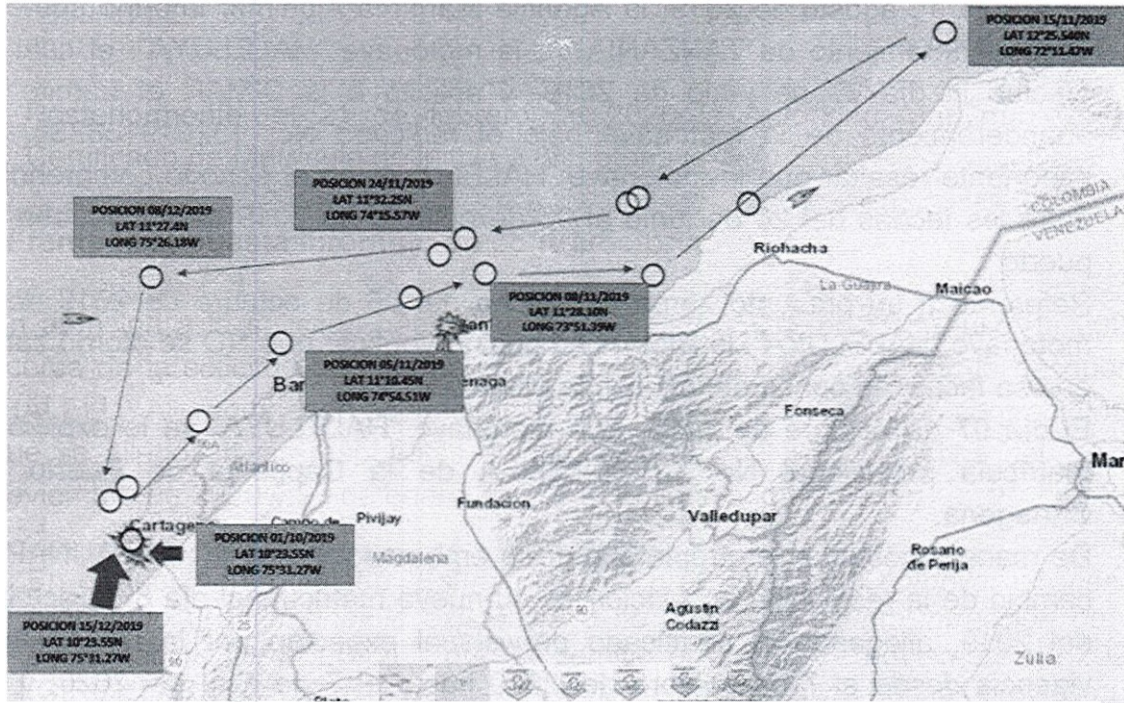 POSICION 15/11/2019
LAT 12°25.540N
LONG 72°11.47W
POSICION 24/11/2019
LAT 11°32.25N
LONG 74°15.57W
POSICION 08/12/2019
LAT 11°27.4N
LONG 75°26.18W
COLOMBIA
VENEZUELA
Riohacha
La Guajira
Maicao
POSICION 08/11/2019
LAT 11°28.10N
LONG 73°51.39W
POSICION 05/11/2019
LAT 11°10.45N
LONG 74°54.51W
Fonseca
Atlántico
Fundacion
Valledupar
Cartagena
Campo de
Pivijay
Magdalena
POSICION 01/10/2019
LAT 10°23.55N
LONG 75°31.27W
Rosario
de Perija
Agustin
Codazzi
POSICION 15/12/2019
LAT 10°23.55N
LONG 75°31.27W
Zulia